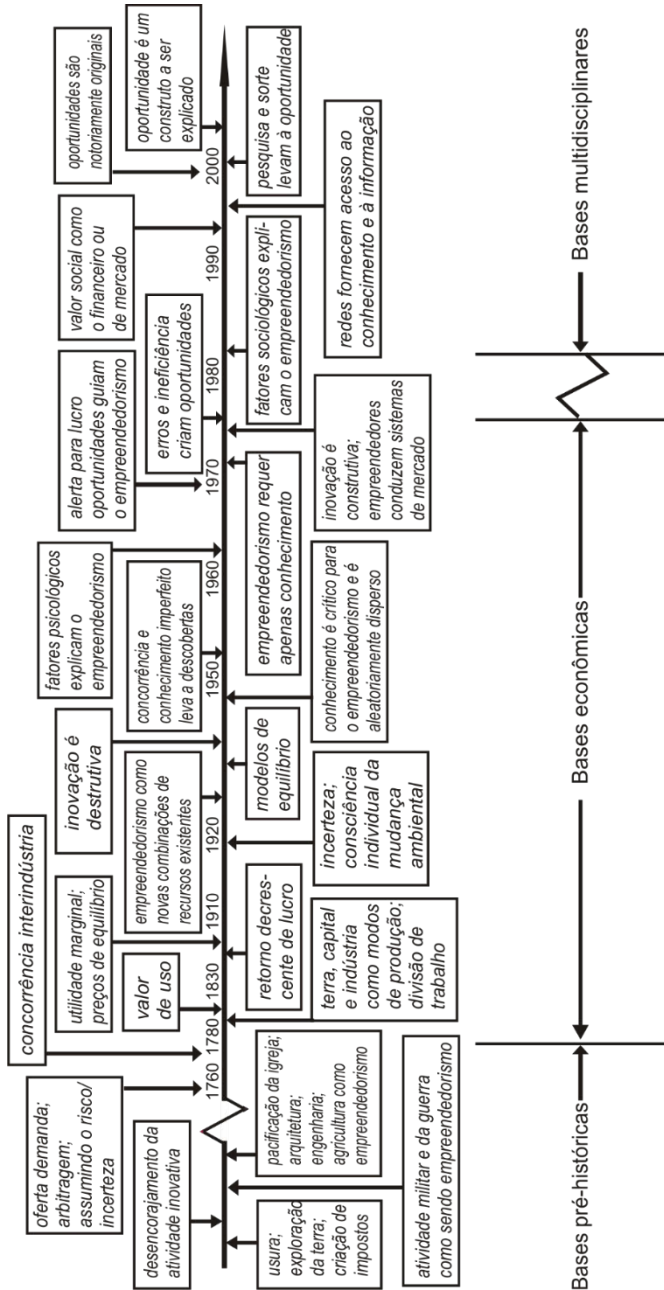 oferta demanda;
arbitragem;
assumindo o risco/
incerteza
concorrência interindústria
utilidade marginal;
preços de equilíbrio
inovação é
destrutiva
fatores psicológicos
explicam o
empreendedorismo
alerta para lucro
oportunidades guiam
o empreendedorismo
valor social como
o financeiro ou
de mercado
oportunidades são
notoriamente originais
desencorajamento da
atividade inovativa
valor
de uso
empreendedorismo como
novas combinações de
recursos existentes
concorrência e
conhecimento imperfeito
leva a descobertas
erros e ineficiência
criam oportunidades
oportunidade é um
construto a ser
explicado
1760
1780
1830
1910
1920
1950
1960
1970
1980
1990
2000
usura;
exploração
da terra;
criação de
impostos
pacificação da igreja;
arquitetura;
engenharia;
agricultura como
empreendedorismo
retorno decres-
cente de lucro
modelos de
equilíbrio
empreendedorismo requer
apenas conhecimento
fatores sociológicos expli-
cam o empreendedorismo
pesquisa e sorte
levam à oportunidade
atividade militar e da guerra
como sendo empreendedorismo
terra, capital
e indústria
como modos
de produção;
divisão de
trabalho
incerteza;
consciência
individual da
mudança
ambiental
conhecimento é crítico para
o empreendedorismo e é
aleatoriamente disperso
inovação é
construtiva;
empreendedores
conduzem sistemas
de mercado
redes fornecem acesso ao
conhecimento e à informação
Bases pré-históricas
Bases econômicas
Bases multidisciplinares